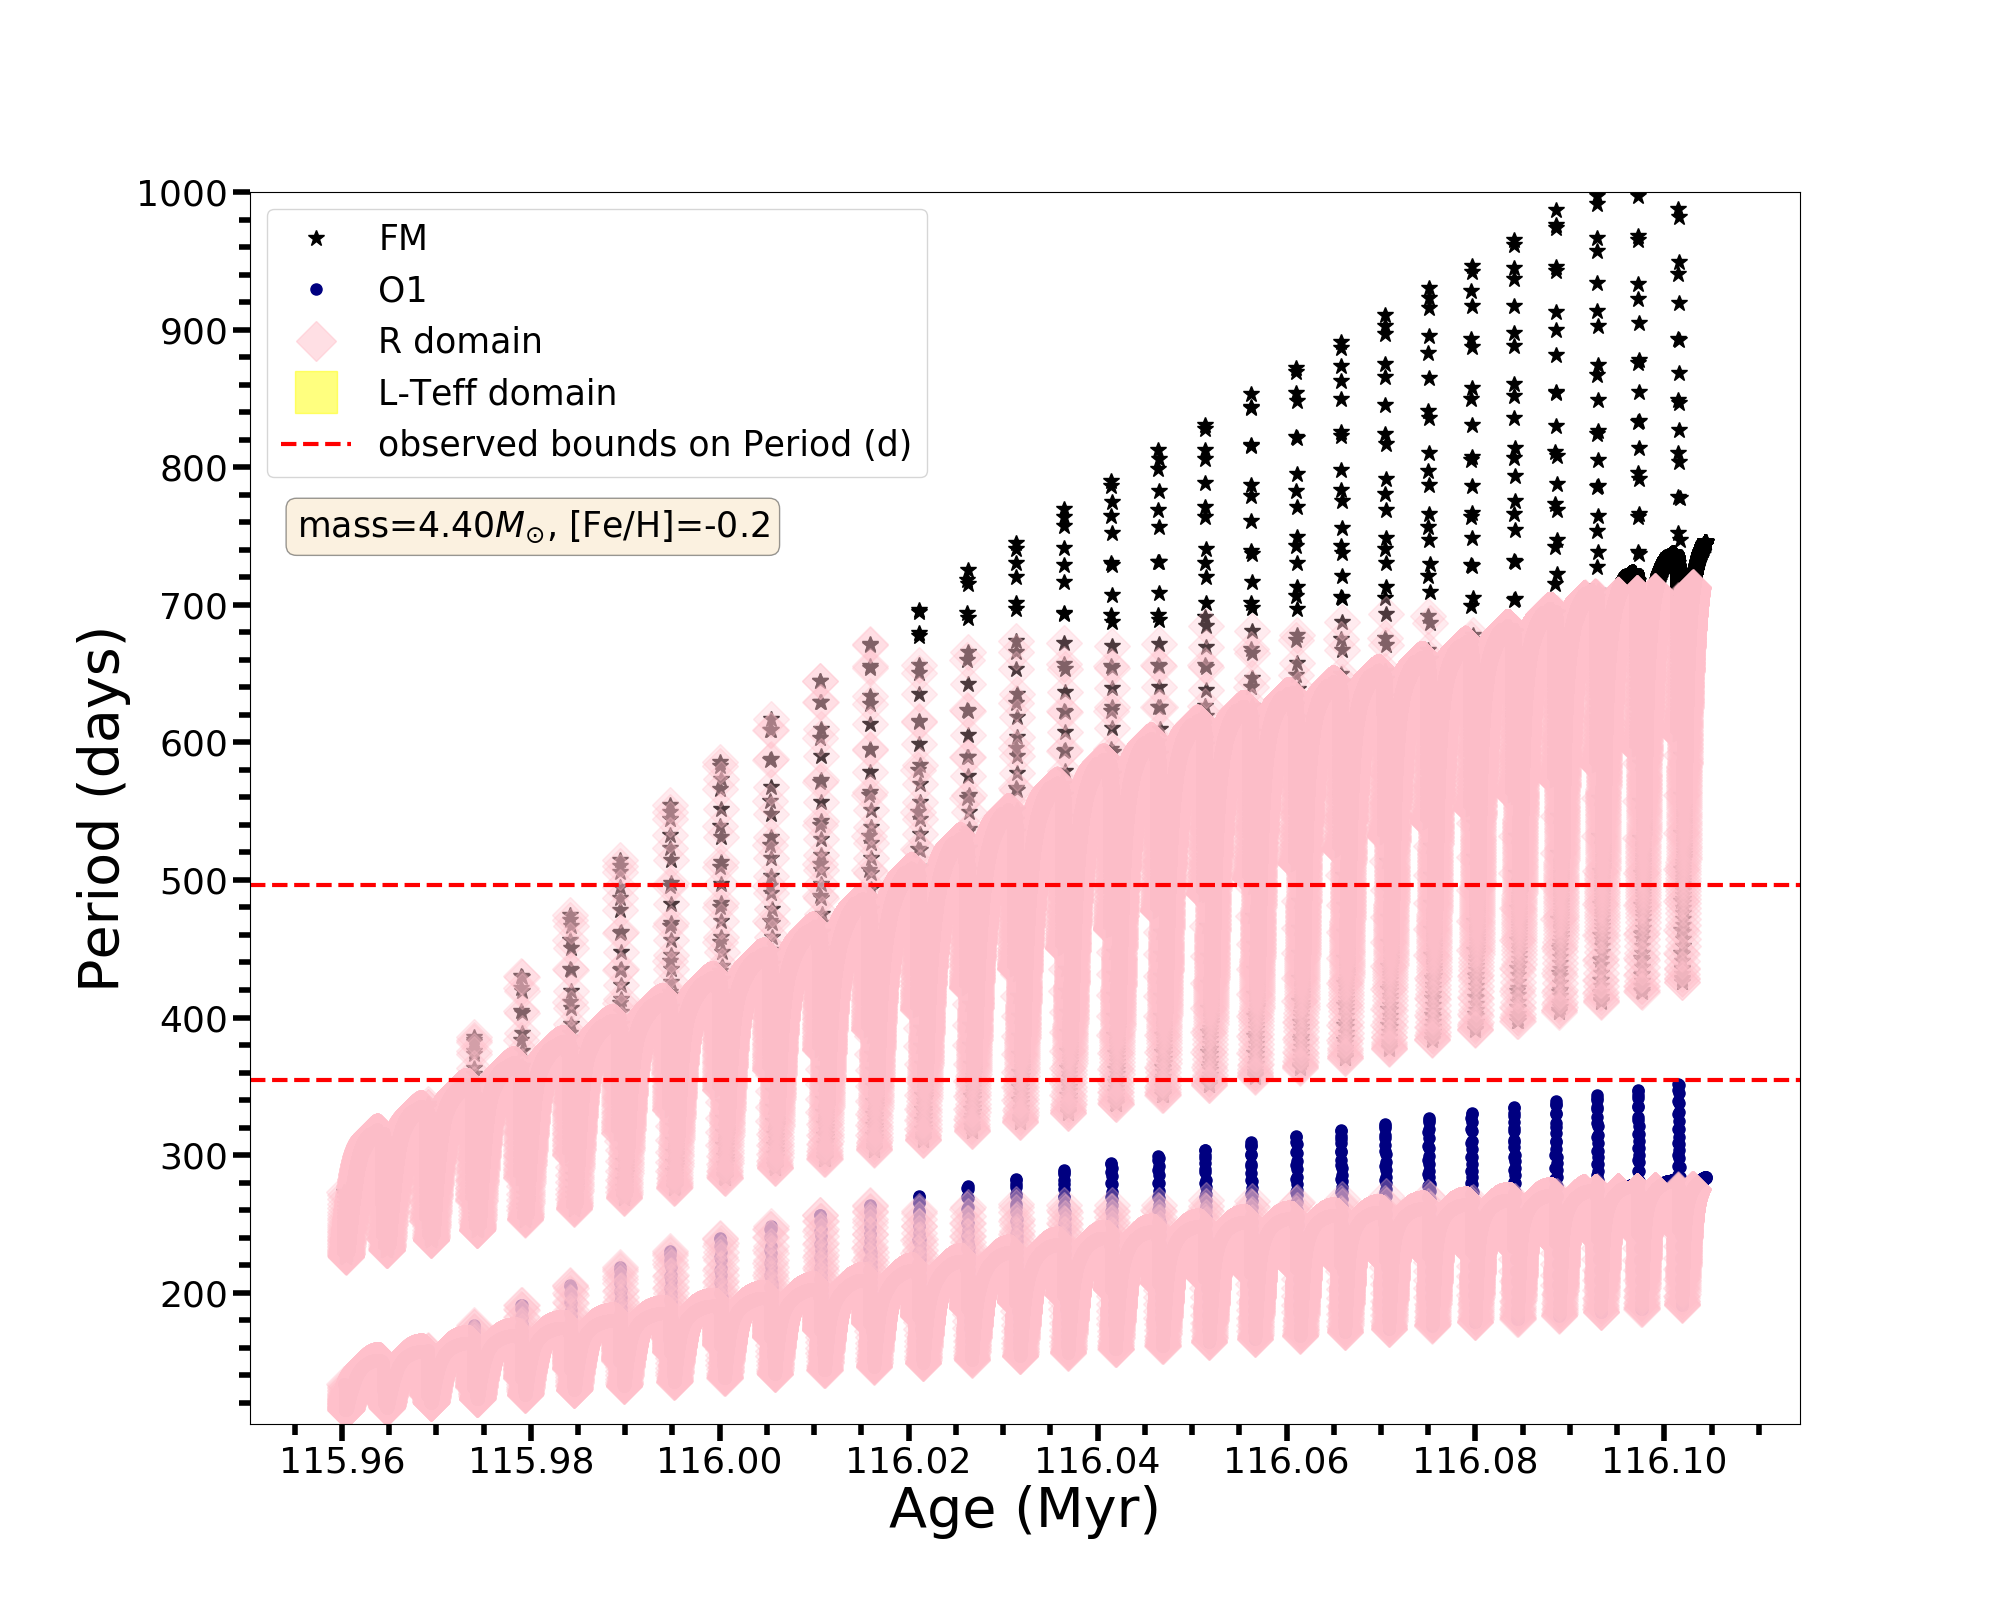 1000
900
800
700
600
500
400
300
200
Period (days)
FM
O1
R domain
L-Teff domain
observed bounds on Period (d)
mass=4.40M☉, [Fe/H]=-0.2
115.96 115.98 116.00 116.02 116.04 116.06 116.08 116.10
Age (Myr)